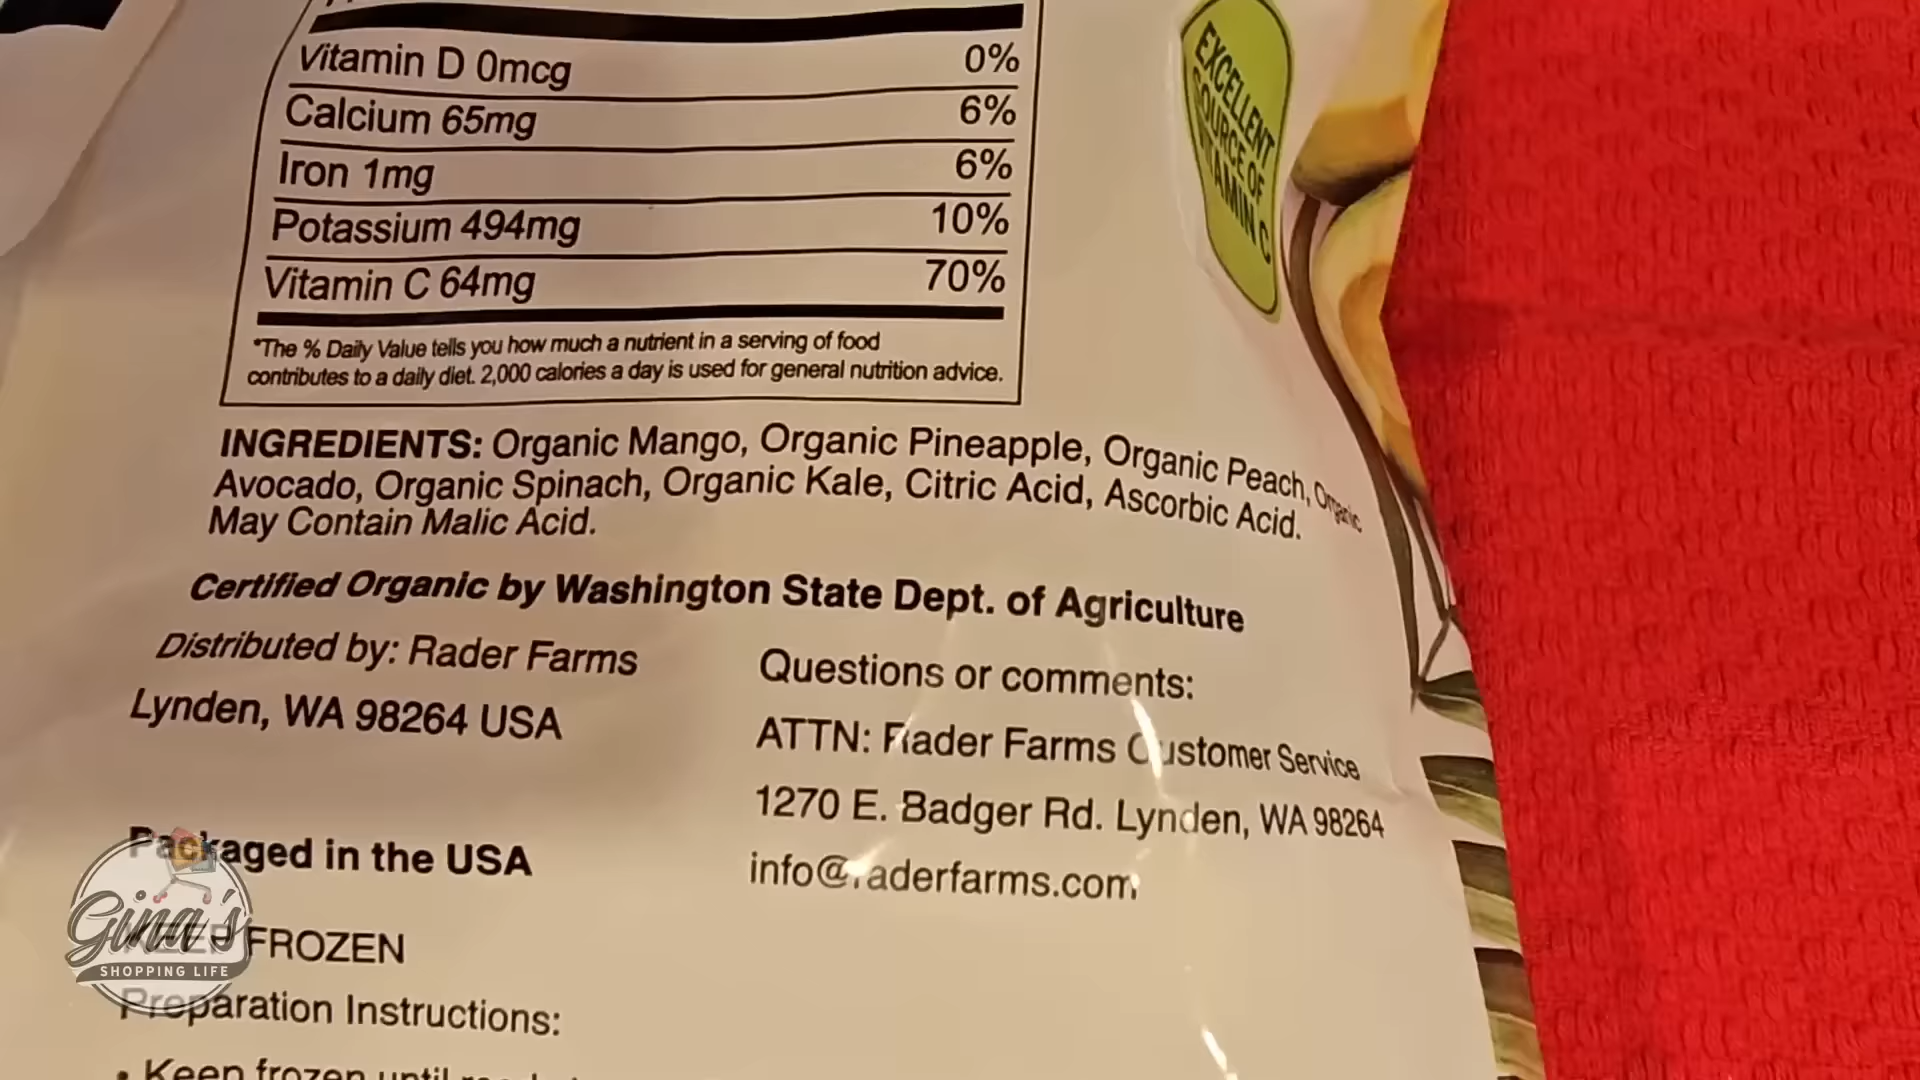 Vitamin D 0mcg 0%
Calcium 65mg 6%
Iron 1mg 6%
Potassium 494mg 10%
Vitamin C 64mg 70%
*The % Daily Value tells you how much a nutrient in a serving of food
contributes to a daily diet. 2,000 calories a day is used for general nutrition advice.
EXCELLENT
SOURCE OF
VITAMIN C
INGREDIENTS: Organic Mango, Organic Pineapple, Organic Peach, Organic
Avocado, Organic Spinach, Organic Kale, Citric Acid, Ascorbic Acid.
May Contain Malic Acid.
Certified Organic by Washington State Dept. of Agriculture
Distributed by: Rader Farms
Lynden, WA 98264 USA
Questions or comments:
ATTN: Rader Farms Customer Service
1270 E. Badger Rd. Lynden, WA 98264
info@raderfarms.com
Packaged in the USA
KEEP FROZEN
Preparation Instructions:
• Keep frozen until
Gina's
SHOPPING LIFE